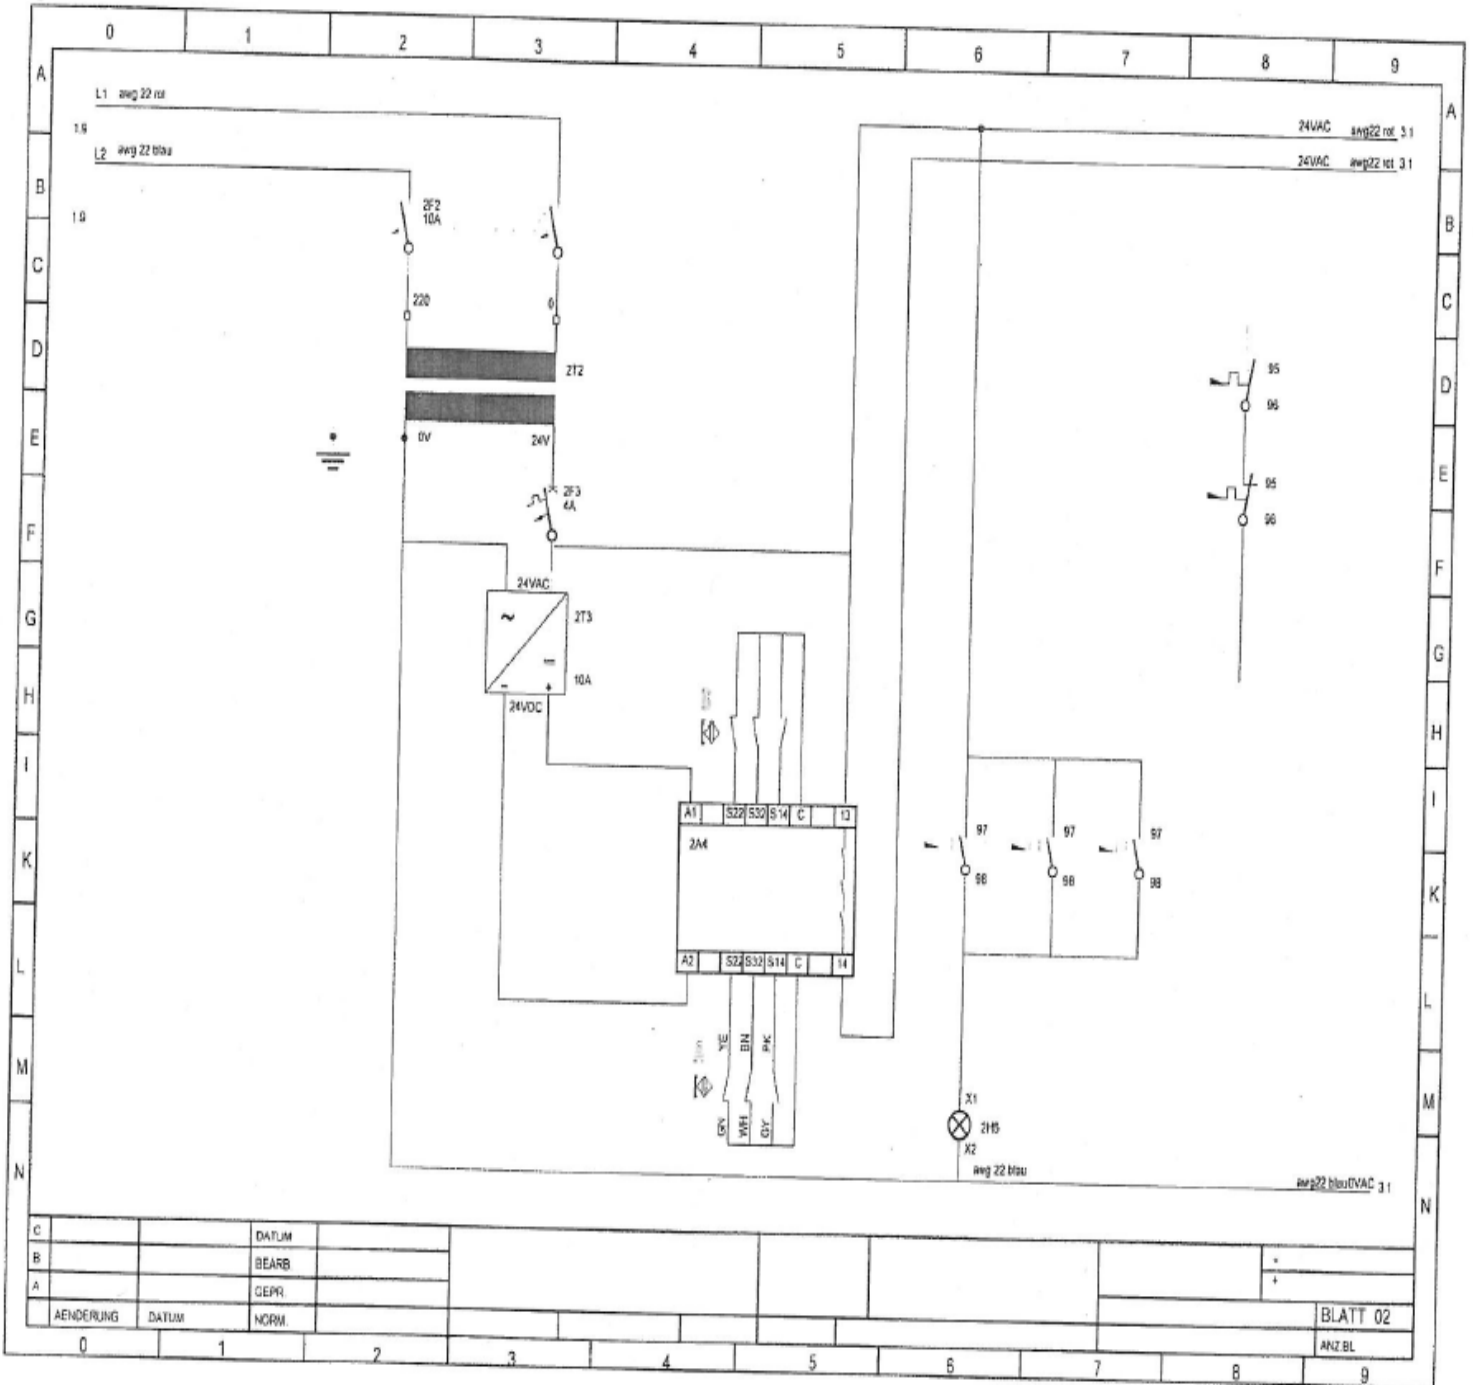 0 1 2 3 4 5 6 7 8 9
A A
L1 awg 22 rot
24VAC awg22 rot 3.1
1.9
L2 awg 22 blau
24VAC awg22 rot 3.1
B B
2F2
10A
1.9
C C
220 0
D D
2T2
95
96
E E
0V 24V
2F3
4A
95
96
F F
24VAC
~
2T3
G G
=
10A
- +
24VDC
H H
I I
A1 S22 S32 S14 C 13
2A4
97 97 97
98 98 98
K K
A2 S22 S32 S14 C 14
L L
YE BN PK
M M
GN WH GY
X1
2H5
X2
N N
awg 22 blau
awg22 blau0VAC 3.1
C DATUM
B BEARB
A GEPR.
AENDERUNG DATUM NORM.
*
+
BLATT 02
ANZ.BL
0 1 2 3 4 5 6 7 8 9